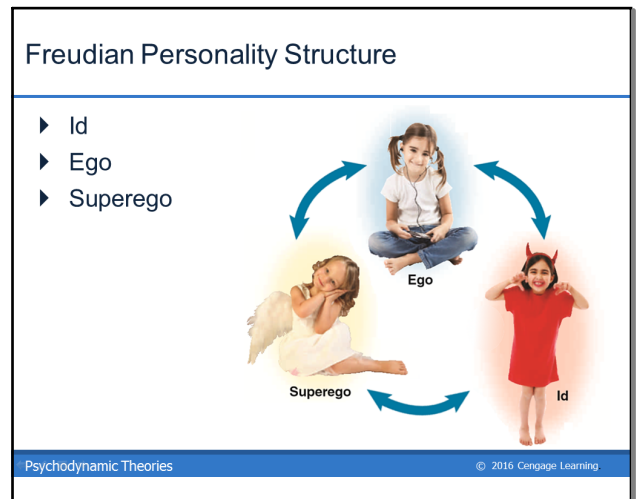 Freudian Personality Structure
Id
Ego
Superego
Ego
Superego
Id
Psychodynamic Theories
© 2016 Cengage Learning.